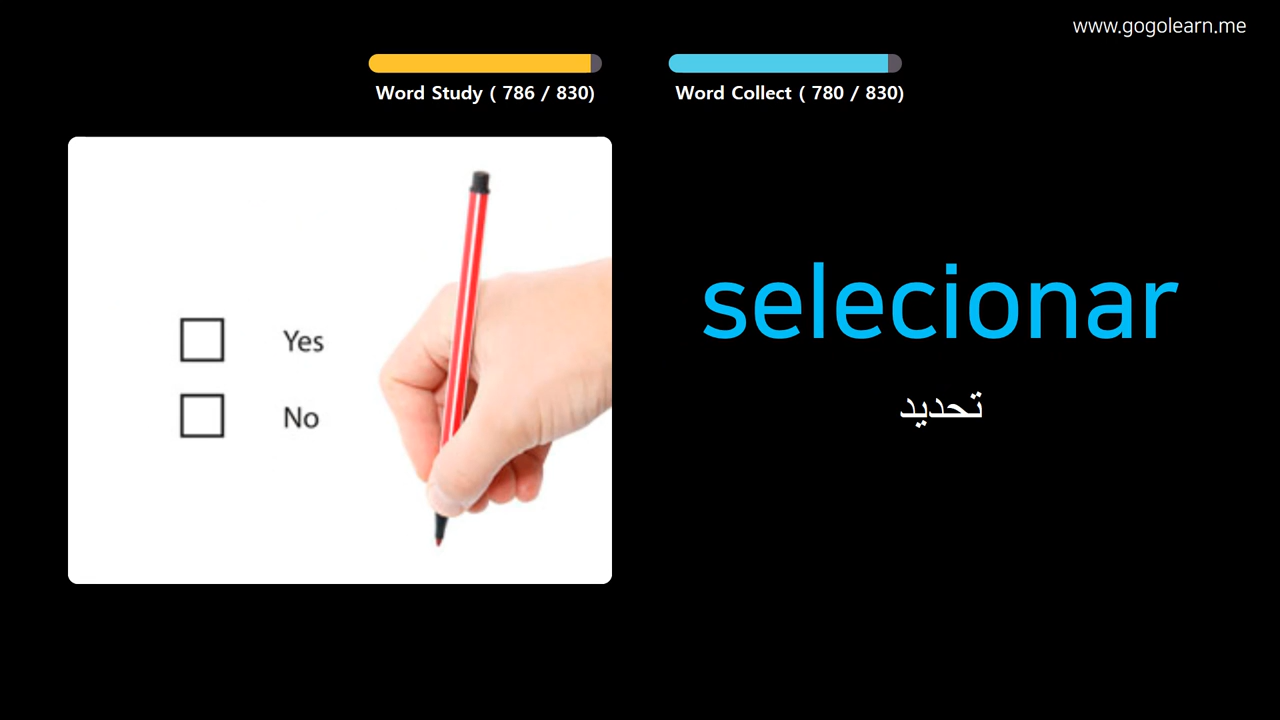 www.gogolearn.me
Word Study ( 786 / 830)
Word Collect ( 780 / 830)
Yes
No
selecionar
تحديد